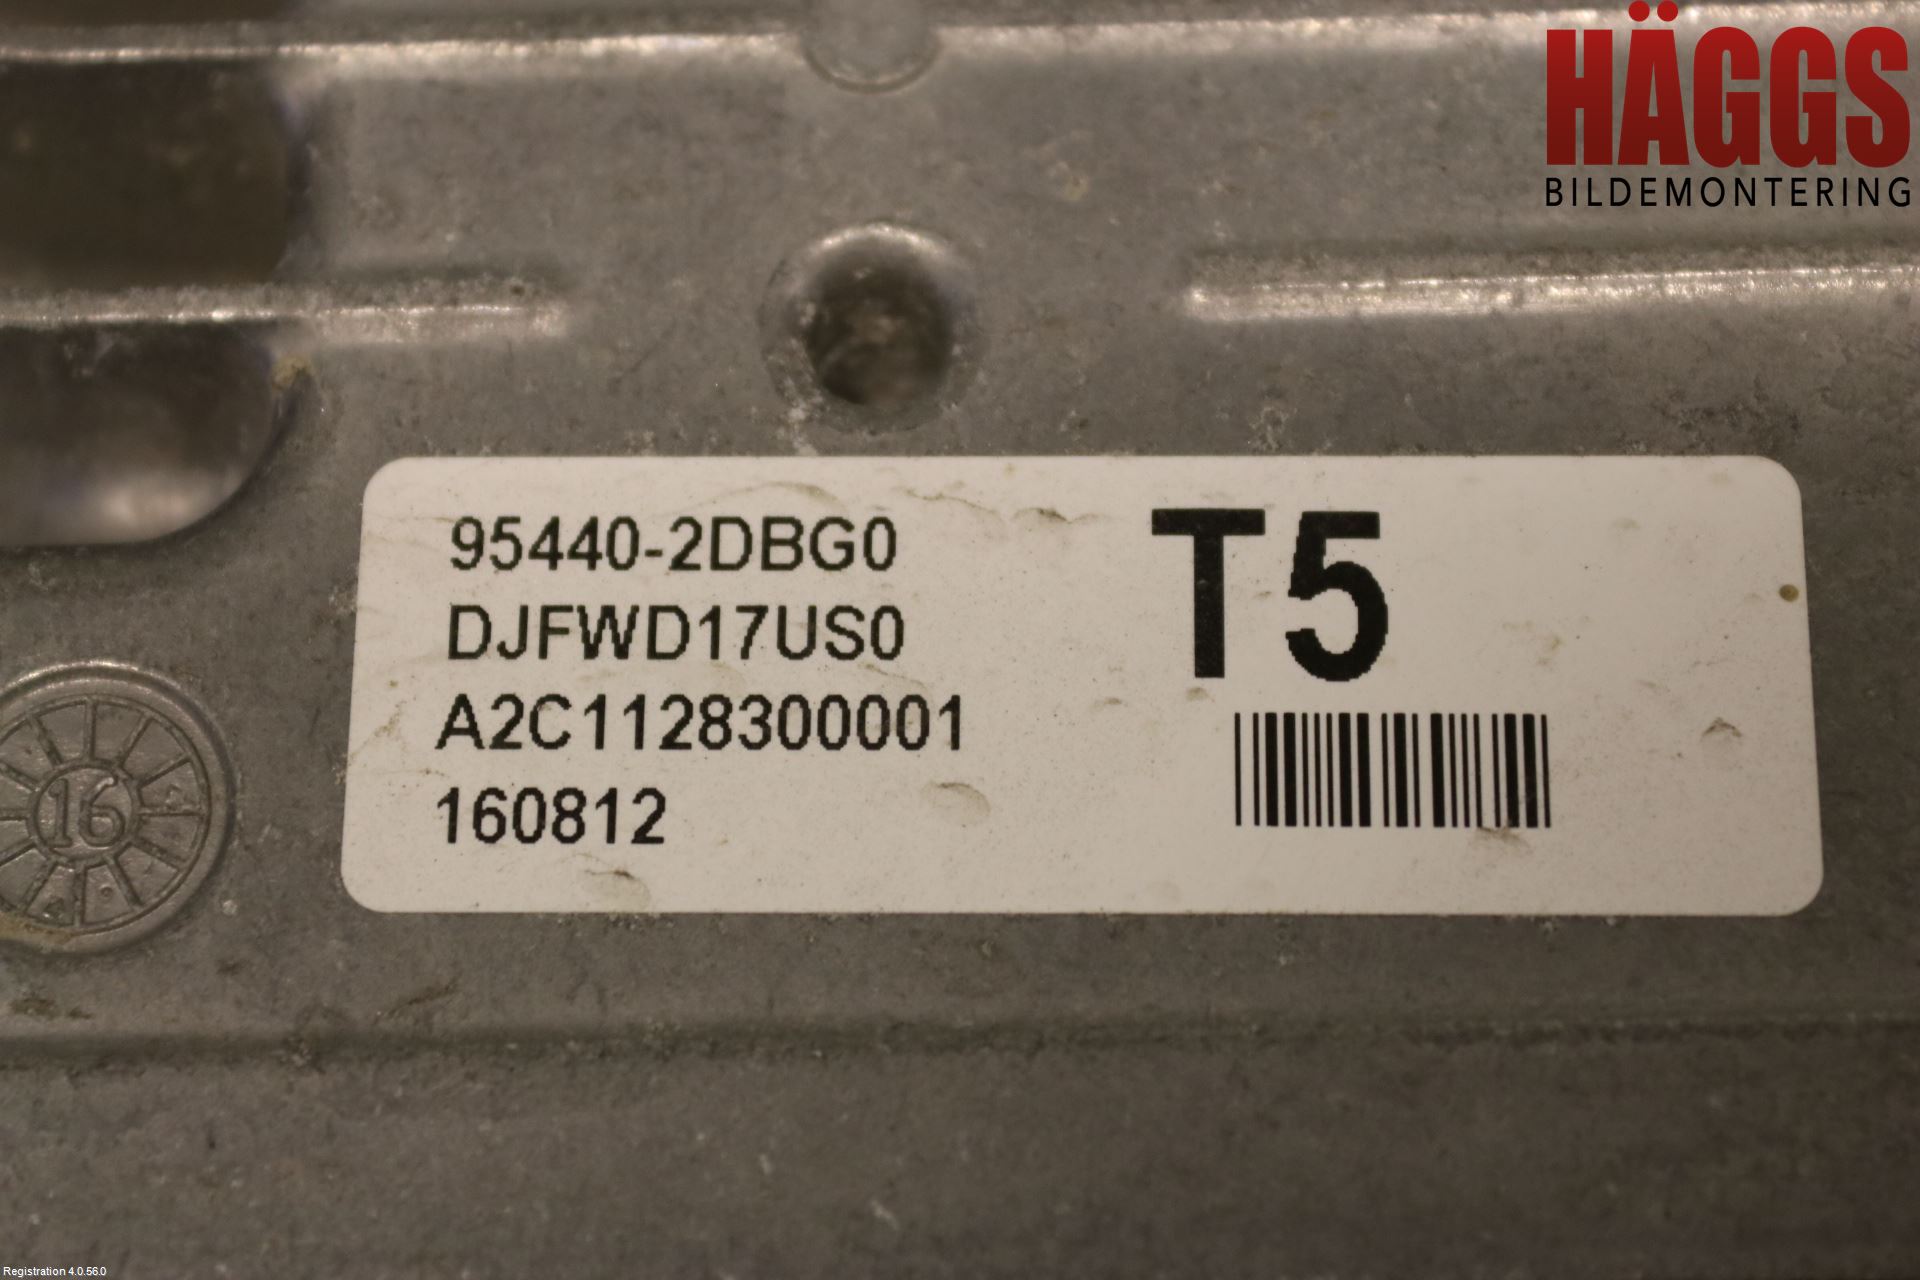 HÄGGS
BILDEMONTERING
95440-2DBG0
T5
DJFWD17US0
A2C1128300001
160812
16
Registration 4.0.56.0